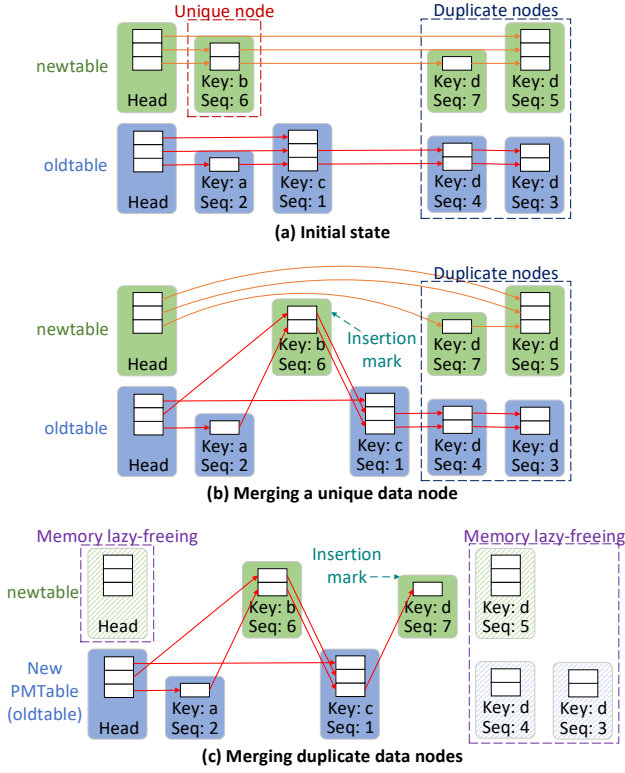 Unique node
Duplicate nodes
newtable
Head
Key: b
Seq: 6
Key: d
Seq: 7
Key: d
Seq: 5
oldtable
Head
Key: a
Seq: 2
Key: c
Seq: 1
Key: d
Seq: 4
Key: d
Seq: 3
(a) Initial state
Duplicate nodes
newtable
Head
Key: b
Seq: 6
Insertion
mark
Key: d
Seq: 7
Key: d
Seq: 5
oldtable
Head
Key: a
Seq: 2
Key: c
Seq: 1
Key: d
Seq: 4
Key: d
Seq: 3
(b) Merging a unique data node
Memory lazy-freeing
Memory lazy-freeing
newtable
Head
Key: b
Seq: 6
Insertion
mark
Key: d
Seq: 7
Key: d
Seq: 5
New
PMTable
(oldtable)
Head
Key: a
Seq: 2
Key: c
Seq: 1
Key: d
Seq: 4
Key: d
Seq: 3
(c) Merging duplicate data nodes